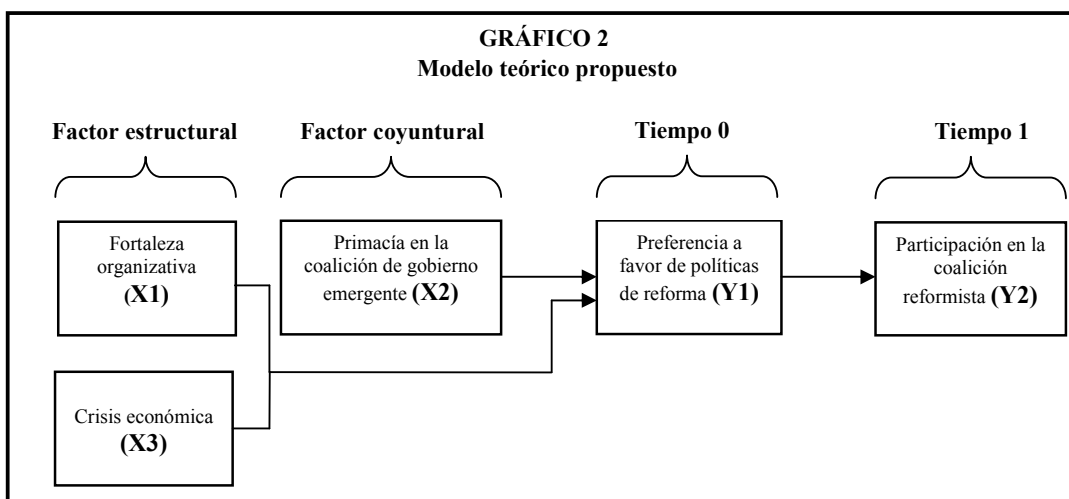 GRÁFICO 2
Modelo teórico propuesto
Factor estructural
Factor coyuntural
Tiempo 0
Tiempo 1
Fortaleza
organizativa
(X1)
Primacía en la
coalición de gobierno
emergente (X2)
Preferencia a
favor de políticas
de reforma (Y1)
Participación en la
coalición
reformista (Y2)
Crisis económica
(X3)